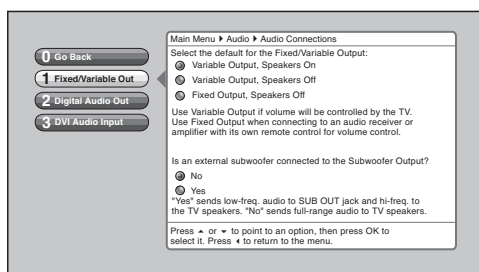 Main Menu ▶ Audio ▶ Audio Connections
0 Go Back
1 Fixed/Variable Out
2 Digital Audio Out
3 DVI Audio Input
Select the default for the Fixed/Variable Output:
Variable Output, Speakers On
Variable Output, Speakers Off
Fixed Output, Speakers Off
Use Variable Output if volume will be controlled by the TV.
Use Fixed Output when connecting to an audio receiver or
amplifier with its own remote control for volume control.
Is an external subwoofer connected to the Subwoofer Output?
No
Yes
"Yes" sends low-freq. audio to SUB OUT jack and hi-freq. to
the TV speakers. "No" sends full-range audio to TV speakers.
Press ▲ or ▼ to point to an option, then press OK to
select it. Press ◀ to return to the menu.